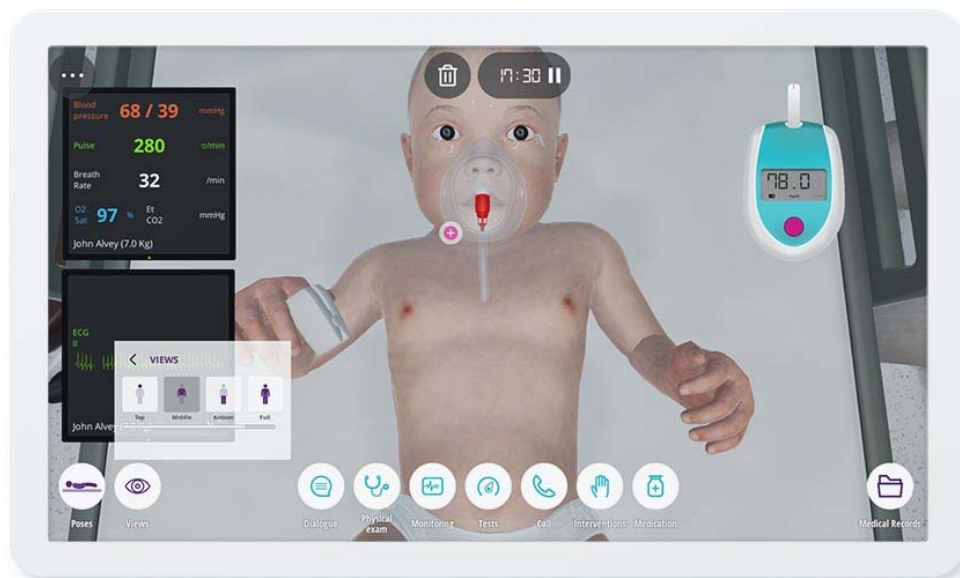 17:30
Blood
pressure 68 / 39 mmHg
Pulse 280 c/min
Breath
Rate 32 /min
O2
Sat 97 % Et
CO2 mmHg
John Alvey (7.0 Kg)
78.0
ECG
II
VIEWS
Top Middle Bottom Full
John Alvey
Poses Views Dialogue Physical
exam Monitoring Tests Call Interventions Medication Medical Records